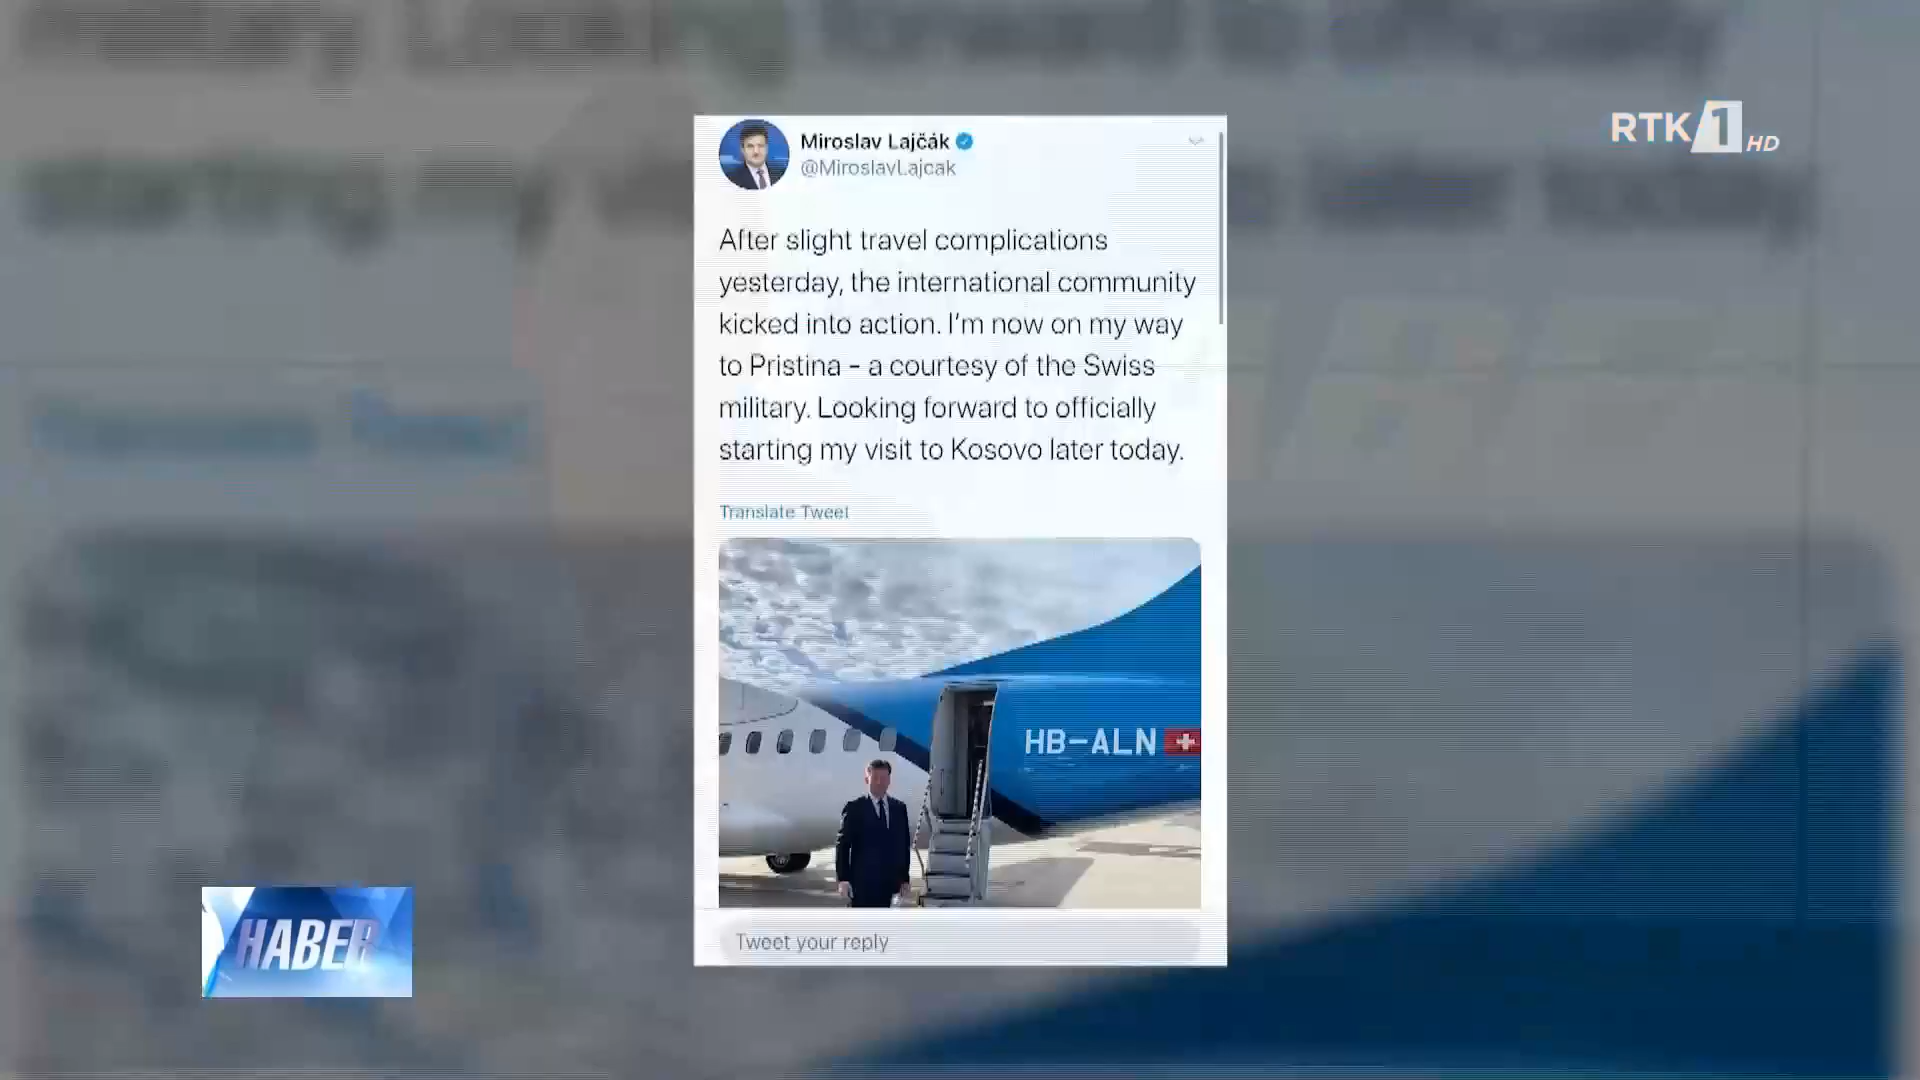 RTK 1 HD
Miroslav Lajčák
@MiroslavLajcak
After slight travel complications
yesterday, the international community
kicked into action. I'm now on my way
to Pristina - a courtesy of the Swiss
military. Looking forward to officially
starting my visit to Kosovo later today.
Translate Tweet
HB-ALN
Tweet your reply
HABER